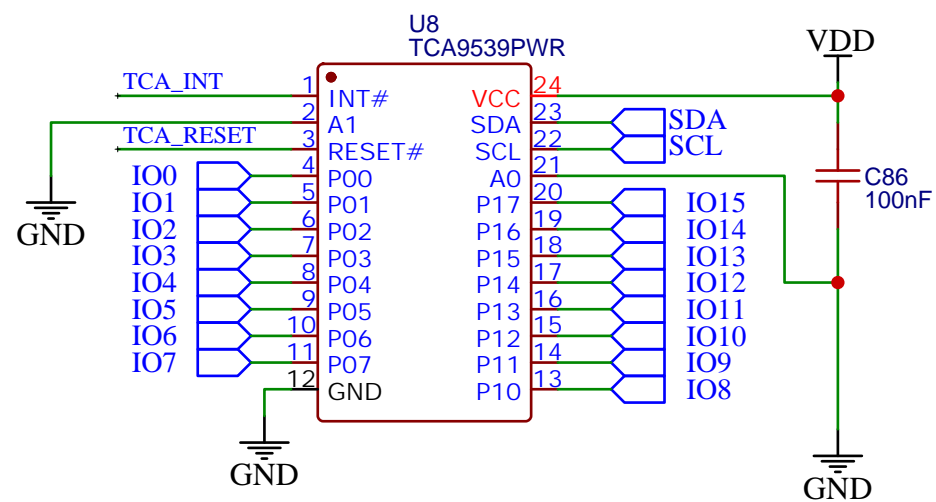 U8
TCA9539PWR
VDD
TCA_INT
1
INT#
VCC
24
2
A1
SDA
23
SDA
TCA_RESET
3
RESET#
SCL
22
SCL
IO0
4
P00
A0
21
C86
100nF
IO1
5
P01
P17
20
IO15
IO2
6
P02
P16
19
IO14
GND
IO3
7
P03
P15
18
IO13
IO4
8
P04
P14
17
IO12
IO5
9
P05
P13
16
IO11
IO6
10
P06
P12
15
IO10
IO7
11
P07
P11
14
IO9
12
GND
P10
13
IO8
GND
GND